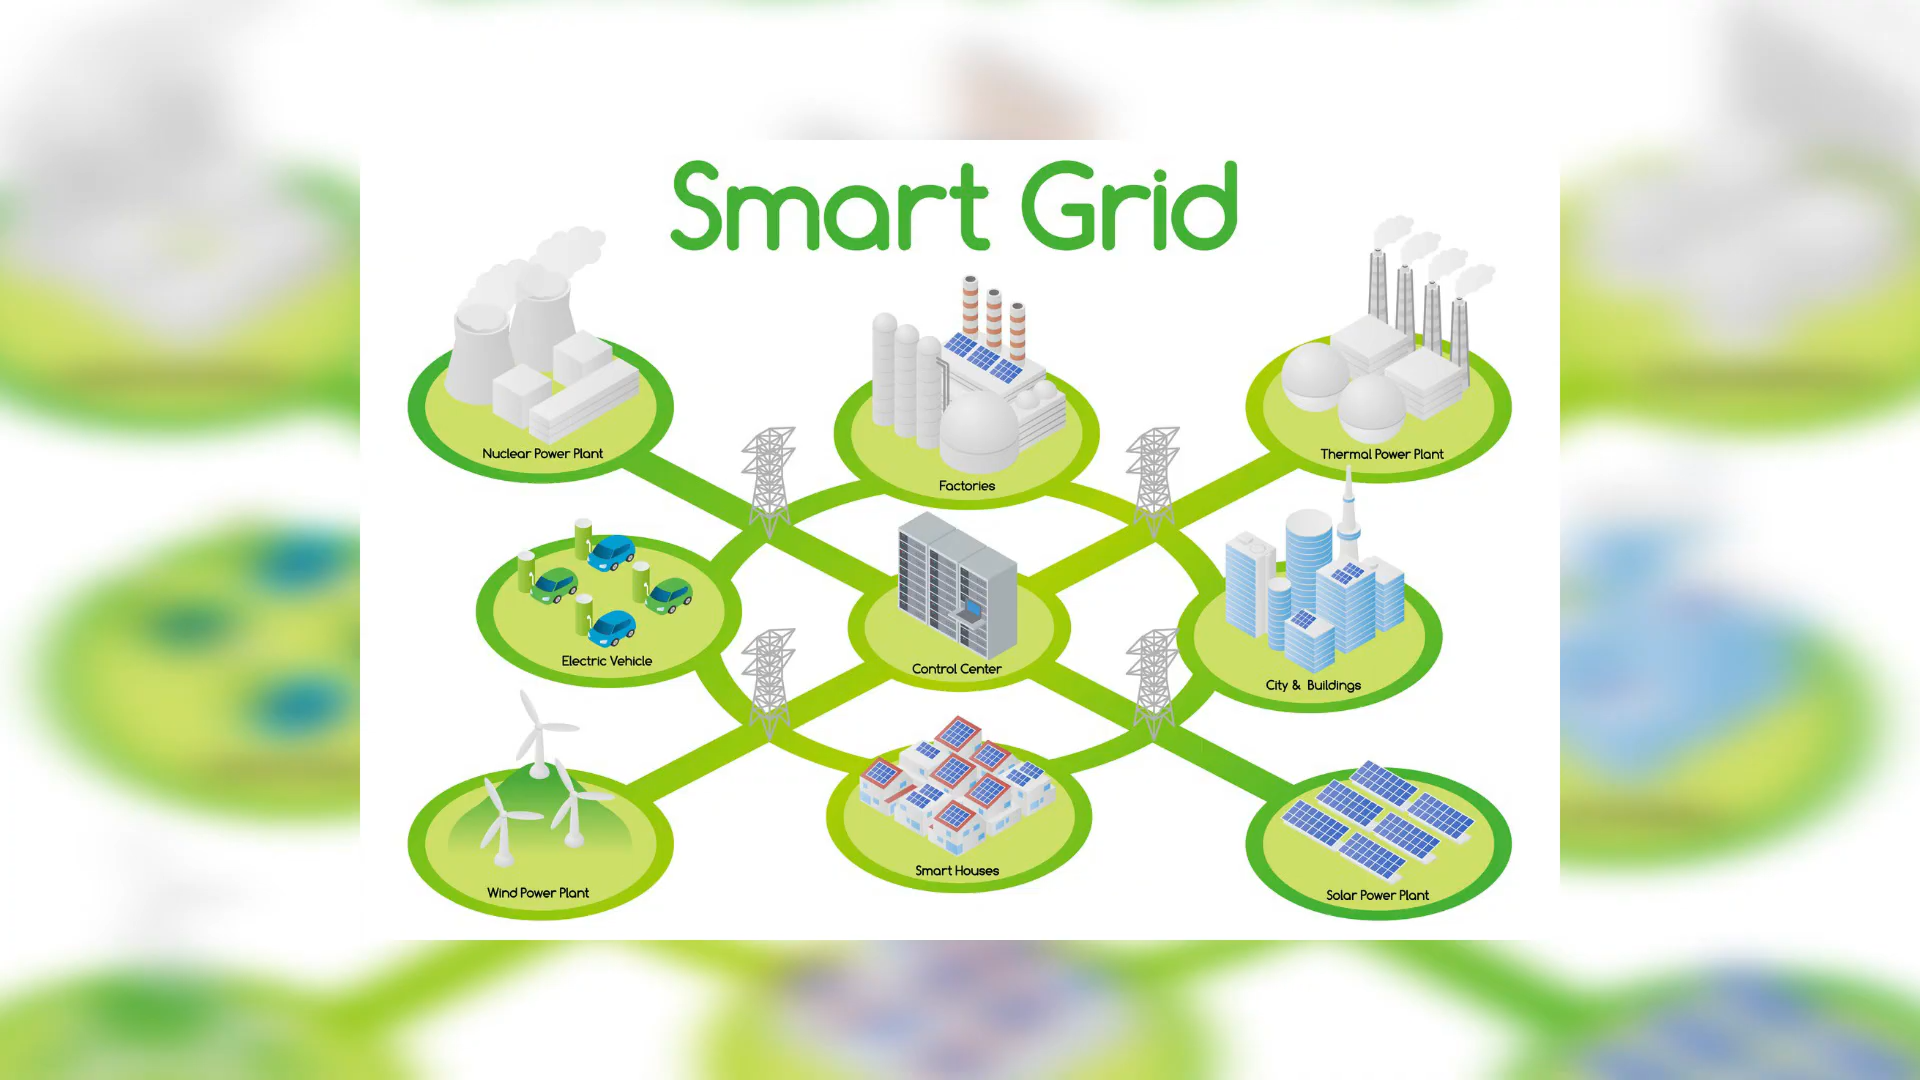 Smart Grid
Nuclear Power Plant
Thermal Power Plant
Factories
Electric Vehicle
Control Center
City & Buildings
Wind Power Plant
Smart Houses
Solar Power Plant